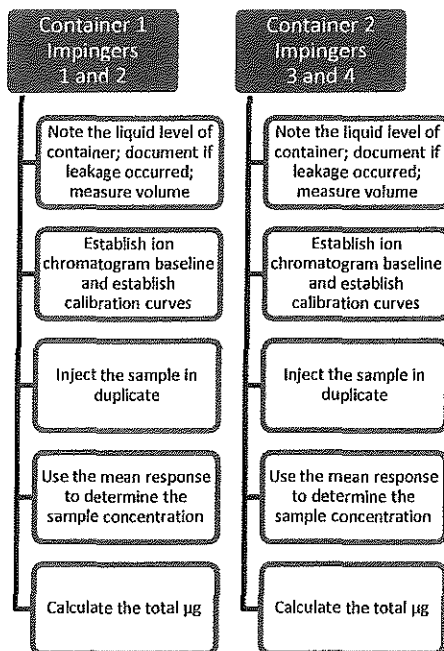 Container 1
Impingers
1 and 2
Note the liquid level of
container; document if
leakage occurred;
measure volume
Establish ion
chromatogram baseline
and establish
calibration curves
Inject the sample in
duplicate
Use the mean response
to determine the
sample concentration
Calculate the total µg
Container 2
Impingers
3 and 4
Note the liquid level of
container; document if
leakage occurred;
measure volume
Establish ion
chromatogram baseline
and establish
calibration curves
Inject the sample in
duplicate
Use the mean response
to determine the
sample concentration
Calculate the total µg